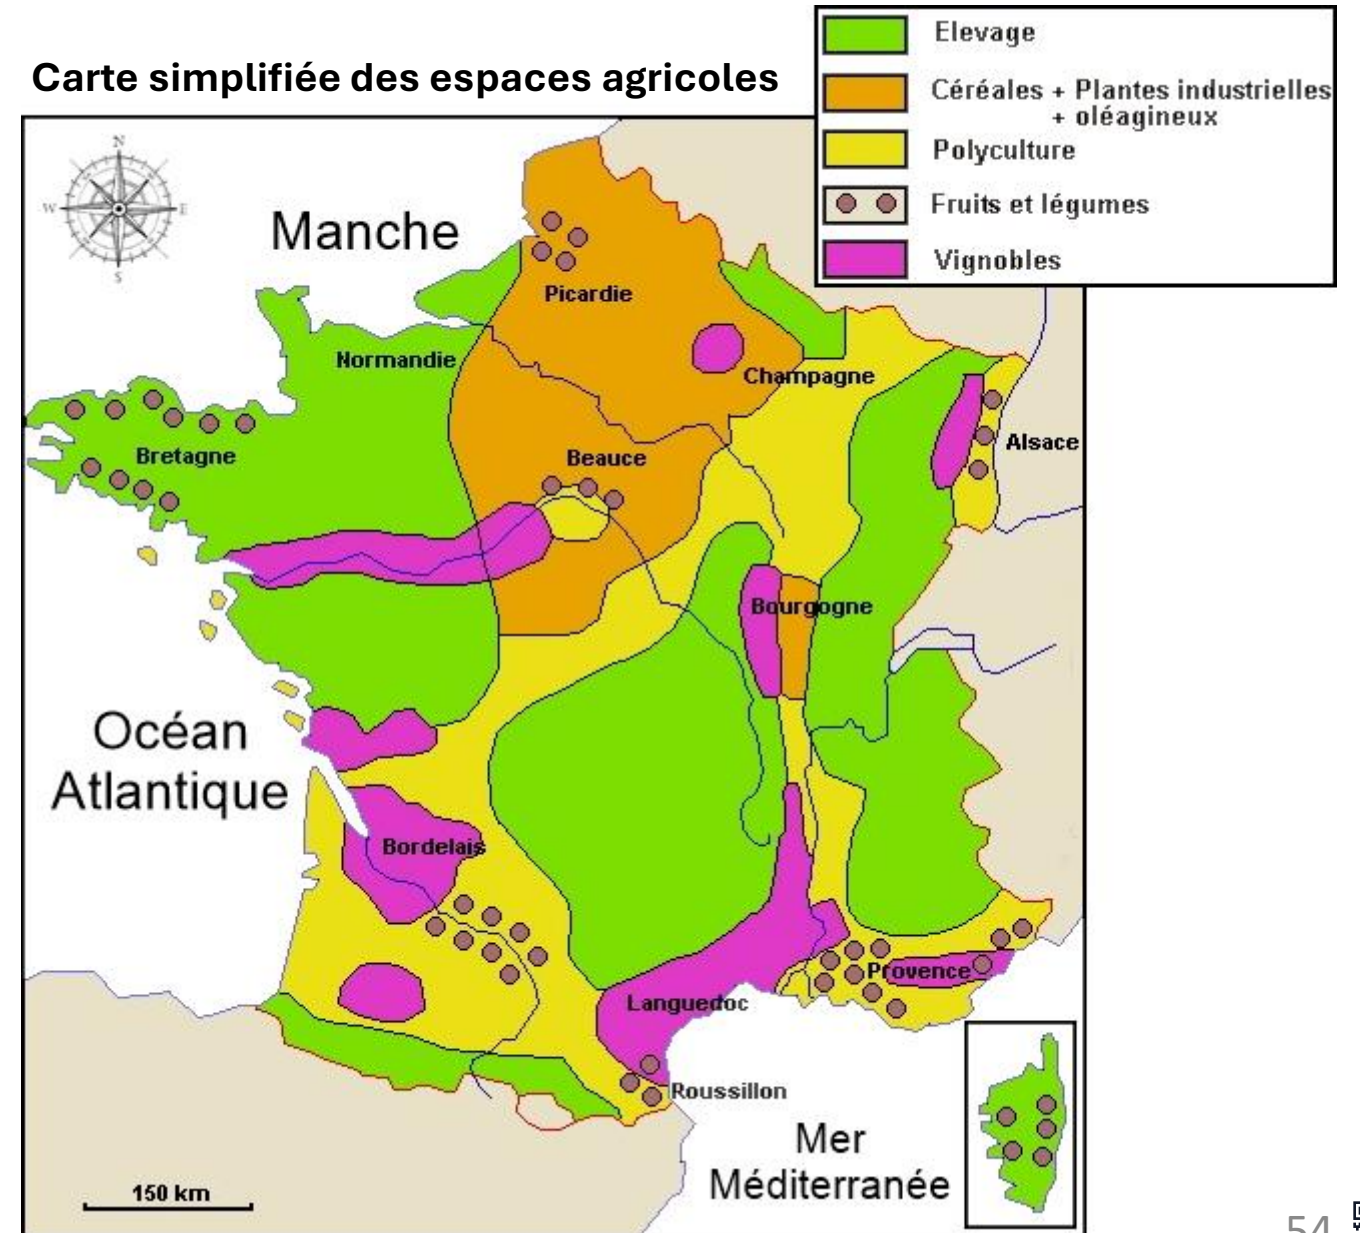 Carte simplifiée des espaces agricoles
Elevage
Céréales + Plantes industrielles
+ oléagineux
Polyculture
Fruits et légumes
Vignobles
N
W
E
S
Manche
Picardie
Normandie
Champagne
Bretagne
Beauce
Alsace
Bourgogne
Océan
Atlantique
Bordelais
Provence
Languedoc
Roussillon
Mer
Méditerranée
150 km
54